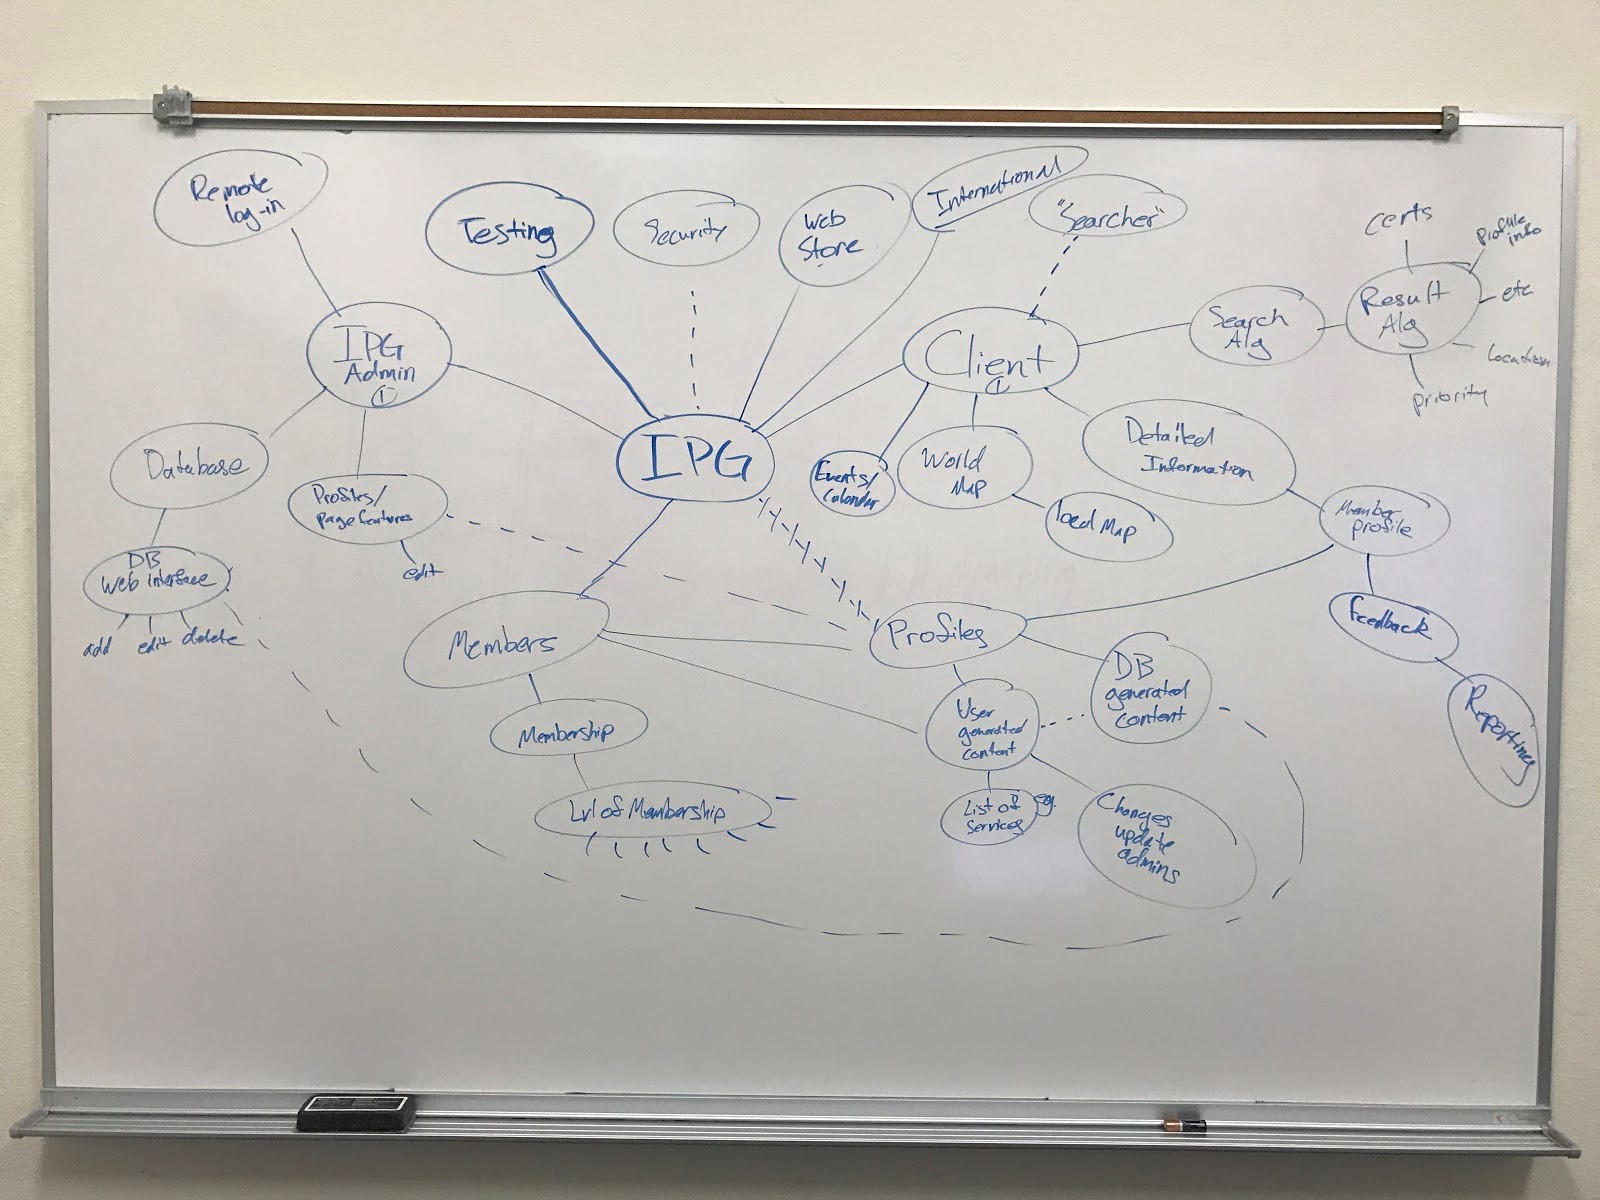 Remote
log-in
Testing
Security
Web
Store
International
"Searcher"
certs
Profile
info
etc
Result
Alg
Location
priority
Search
Alg
IPG
Admin
1
Client
1
IPG
Database
Profiles/
page features
edit
DB
Web interface
add edit delete
Events/
Calendar
World
Map
local Map
Detailed
Information
Member
profile
feedback
Reporting
Members
Membership
Lvl of Membership
Profiles
User
generated
content
DB
generated
content
List of
Services
eg.
Changes
update
admins